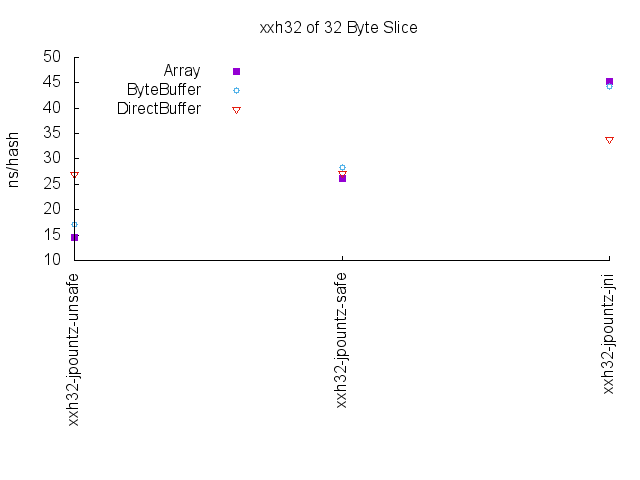 xxh32 of 32 Byte Slice
Array
ByteBuffer
DirectBuffer
ns/hash
50
45
40
35
30
25
20
15
10
xxh32-jpountz-unsafe
xxh32-jpountz-safe
xxh32-jpountz-jni